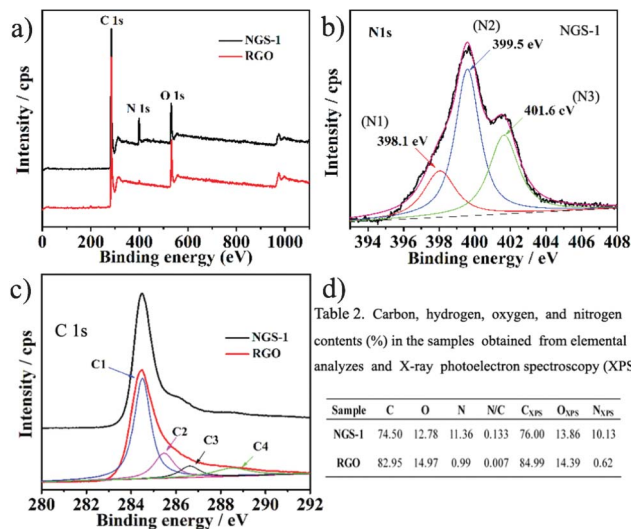 a)
C 1s
N 1s
O 1s
NGS-1
RGO
Intensity / cps
0 200 400 600 800 1000
Binding energy (eV)
b)
N1s
NGS-1
(N2)
399.5 eV
(N3)
401.6 eV
(N1)
398.1 eV
Intensity / cps
394 396 398 400 402 404 406 408
Binding energy / eV
c)
C 1s
NGS-1
RGO
C1
C2
C3
C4
Intensity / cps
280 282 284 286 288 290 292
Binding energy / eV
d)
Table 2. Carbon, hydrogen, oxygen, and nitrogen
contents (%) in the samples obtained from elemental
analyzes and X-ray photoelectron spectroscopy (XPS
Sample C O N N/C CXPS OXPS NXPS
NGS-1 74.50 12.78 11.36 0.133 76.00 13.86 10.13
RGO 82.95 14.97 0.99 0.007 84.99 14.39 0.62